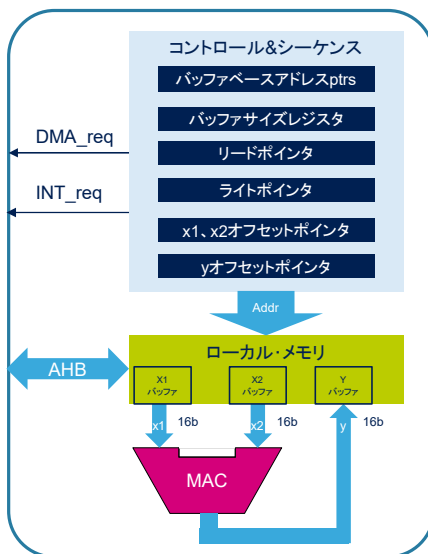 コントロール&シーケンス
バッファベースアドレスptrs
バッファサイズレジスタ
リードポインタ
ライトポインタ
x1、x2オフセットポインタ
yオフセットポインタ
DMA_req
INT_req
Addr
ローカル・メモリ
AHB
X1
バッファ
X2
バッファ
Y
バッファ
x1
16b
x2
16b
y
16b
MAC